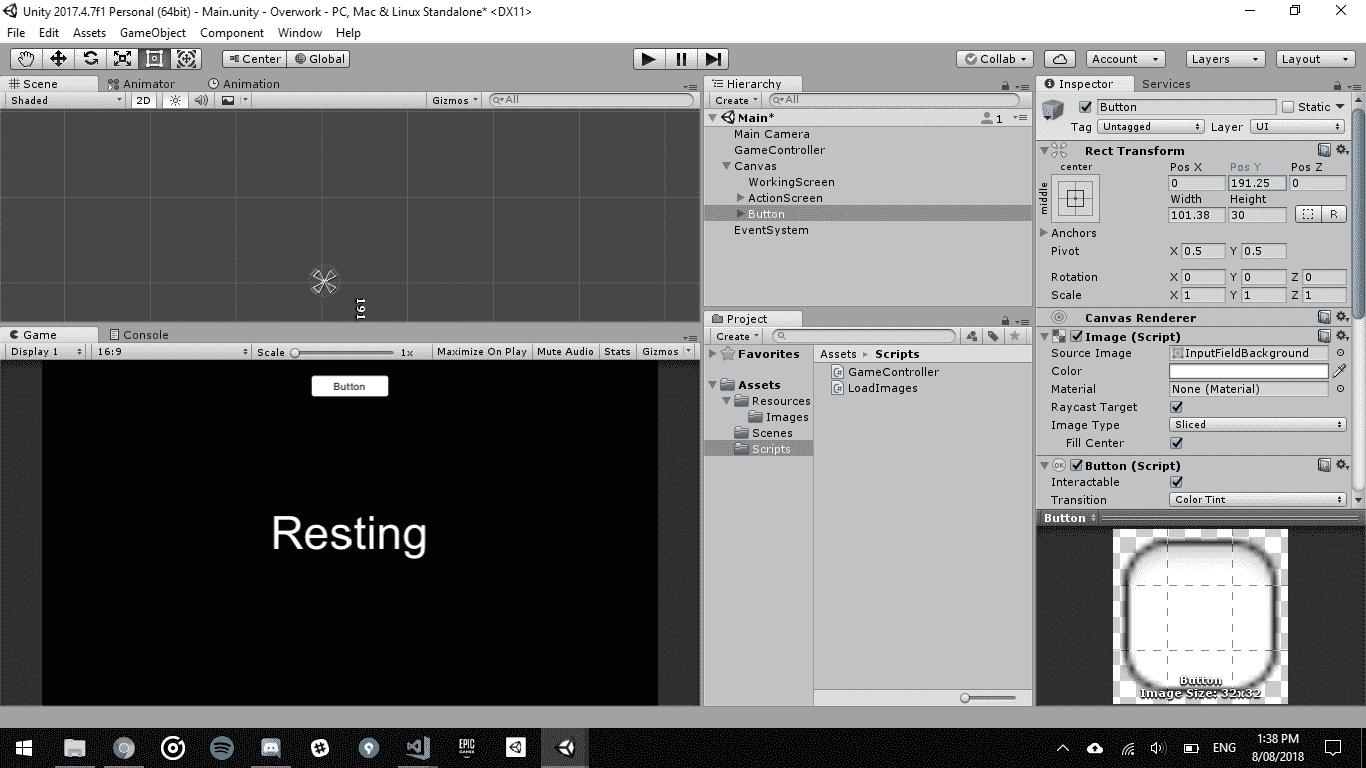 Unity 2017.4.7f1 Personal (64bit) - Main.unity - Overwork - PC, Mac & Linux Standalone* <DX11>
File Edit Assets GameObject Component Window Help
Center Global Collab Account Layers Layout
Scene Animator Animation
Shaded 2D Gizmos All
191
Game Console
Display 1 16:9 Scale 1x Maximize On Play Mute Audio Stats Gizmos
Button
Resting
Hierarchy
Create All
Main* 1
Main Camera
GameController
Canvas
WorkingScreen
ActionScreen
Button
EventSystem
Project
Create
Favorites
Assets
Resources
Images
Scenes
Scripts
Assets Scripts
GameController
LoadImages
Inspector Services
Button Static
Tag Untagged Layer UI
Rect Transform
center
middle
Pos X Pos Y Pos Z
0 191.25 0
Width Height
101.38 30 R
Anchors
Pivot X 0.5 Y 0.5
Rotation X 0 Y 0 Z 0
Scale X 1 Y 1 Z 1
Canvas Renderer
Image (Script)
Source Image InputFieldBackground
Color
Material None (Material)
Raycast Target
Image Type Sliced
Fill Center
OK Button (Script)
Interactable
Transition Color Tint
Button
Button
Image Size: 32x32
EPIC
GAMES
ENG
1:38 PM
8/08/2018